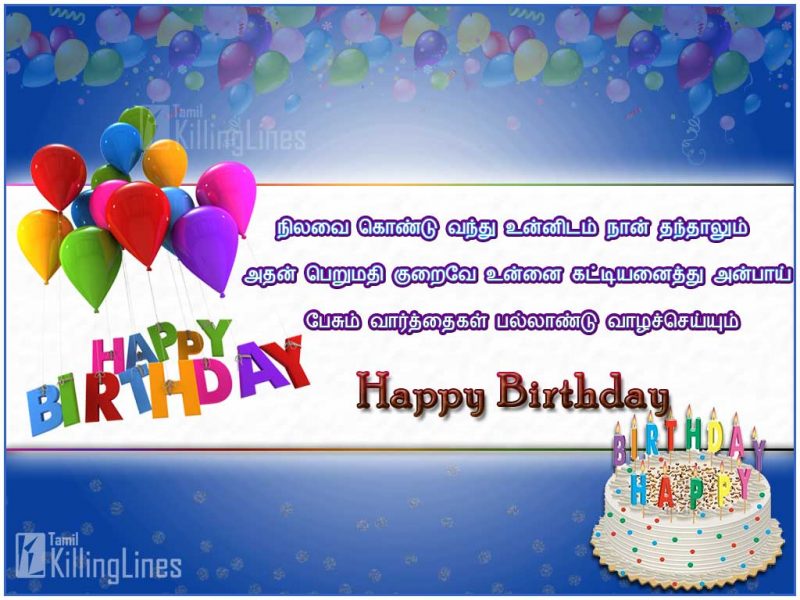 Tamil
KillingLines
நிலவை கொண்டு வந்து உன்னிடம் நான் தந்தாலும்
அதன் பெறுமதி குறைவே உன்னை கட்டியனைத்து அன்பாய்
பேசும் வார்த்தைகள் பல்லாண்டு வாழச்செய்யும்
HAPPY
BIRTHDAY
Happy Birthday
BIRTHDAY
HAPPY
Tamil
KillingLines